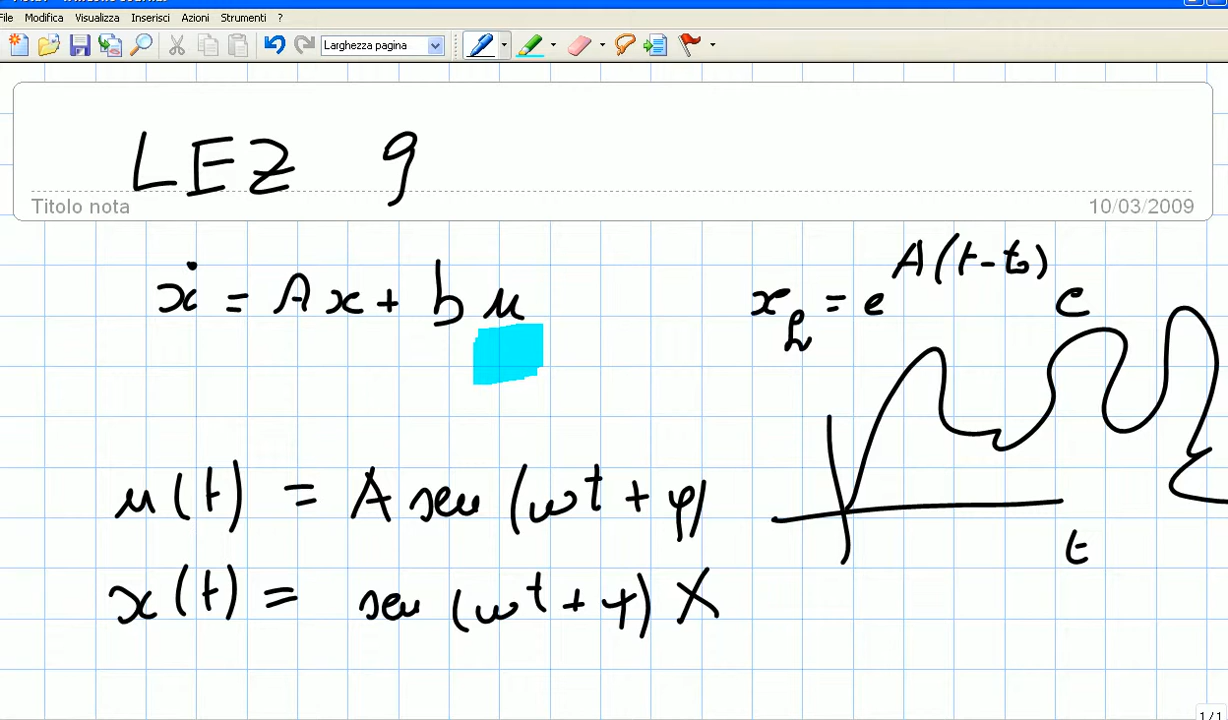 File Modifica Visualizza Inserisci Azioni Strumenti ?
Larghezza pagina
LEZ 9
Titolo nota 10/03/2009
ẋ = Ax + bu
x_h = e^{A(t-t₀)} c
u(t) = A sen (ωt + φ)
t
x(t) = sen (ωt + ψ) X
1/1